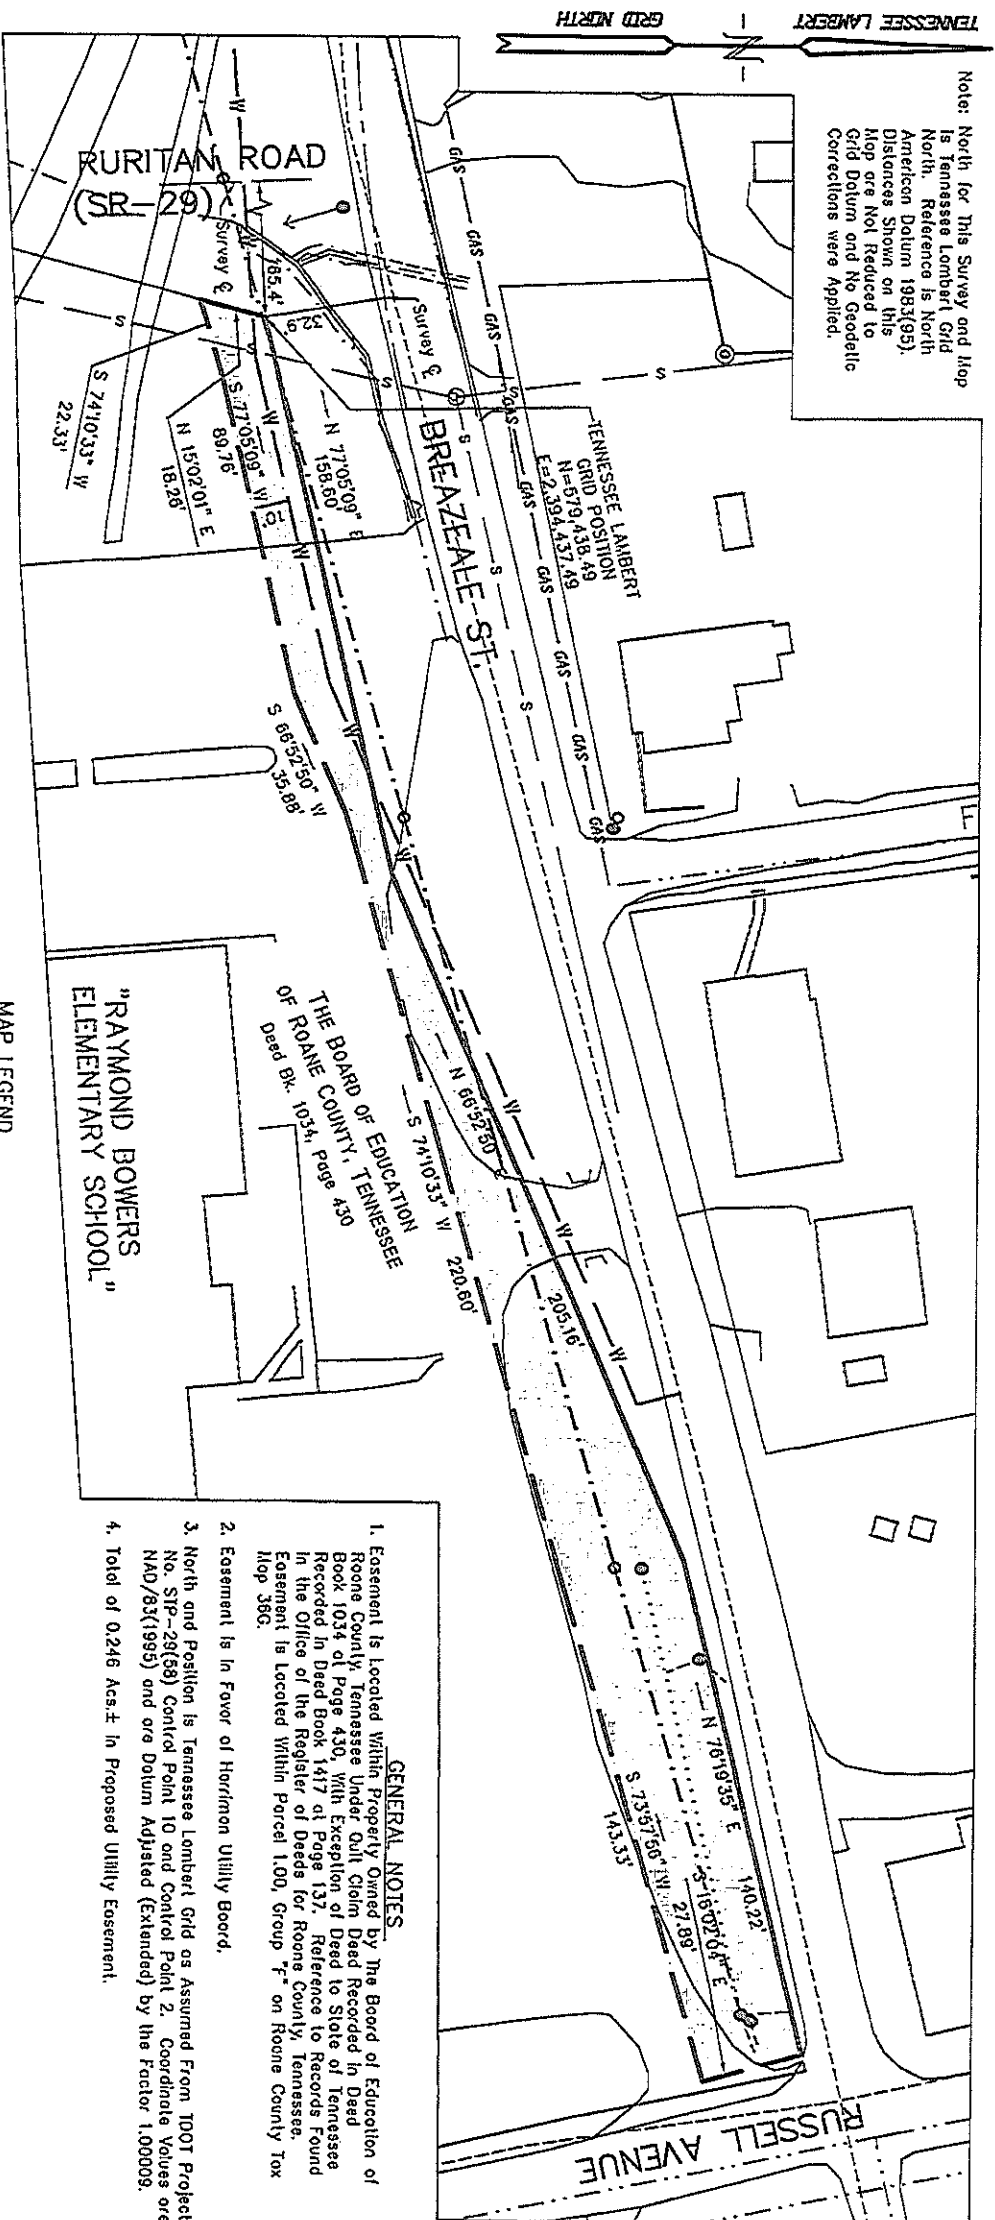 TENNESSEE LAMBERT
GRID NORTH
Note: North for This Survey and Map
is Tennessee Lambert Grid
North. Reference is North
American Datum 1983(95).
Distances Shown on this
Map are Not Reduced to
Grid Datum and No Geodetic
Corrections were Applied.
RURITAN ROAD
(SR-29)
Survey ℄
165.4'
32.9'
Survey ℄
BREAZEALE ST.
TENNESSEE LAMBERT
GRID POSITION
N=579,438.49
E=2,394,437.49
N 77°05'09" E
158.60'
S 77°05'09" W
89.76'
N 15°02'01" E
18.26'
S 74°10'33" W
22.33'
S 66°52'50" W
35.88'
THE BOARD OF EDUCATION
OF ROANE COUNTY, TENNESSEE
Deed Bk. 1034, Page 430
N 66°52'50
205.16'
S 74°10'33" W 220.60'
"RAYMOND BOWERS
ELEMENTARY SCHOOL"
N 76°19'35" E 140.22'
S 73°57'56" W
143.33'
S 16°02'04" E
27.89'
RUSSELL AVENUE
GAS GAS GAS GAS GAS GAS GAS GAS
S S S S S S S S
W W W W W W W W W
GENERAL NOTES
1. Easement is Located Within Property Owned by The Board of Education of
Roane County, Tennessee Under Quit Claim Deed Recorded in Deed
Book 1034 at Page 430, With Exception of Deed to State of Tennessee
Recorded in Deed Book 1417 at Page 137. Reference to Records Found
in the Office of the Register of Deeds for Roane County, Tennessee.
Easement is Located Within Parcel 1.00, Group "F" on Roane County Tax
Map 36G.
2. Easement is in Favor of Harriman Utility Board.
3. North and Position is Tennessee Lambert Grid as Assumed From TDOT Project
No. STP-29(58) Control Point 10 and Control Point 2. Coordinate Values are
NAD/83(1995) and are Datum Adjusted (Extended) by the Factor 1.00009.
4. Total of 0.246 Acs.± in Proposed Utility Easement.
MAP LEGEND